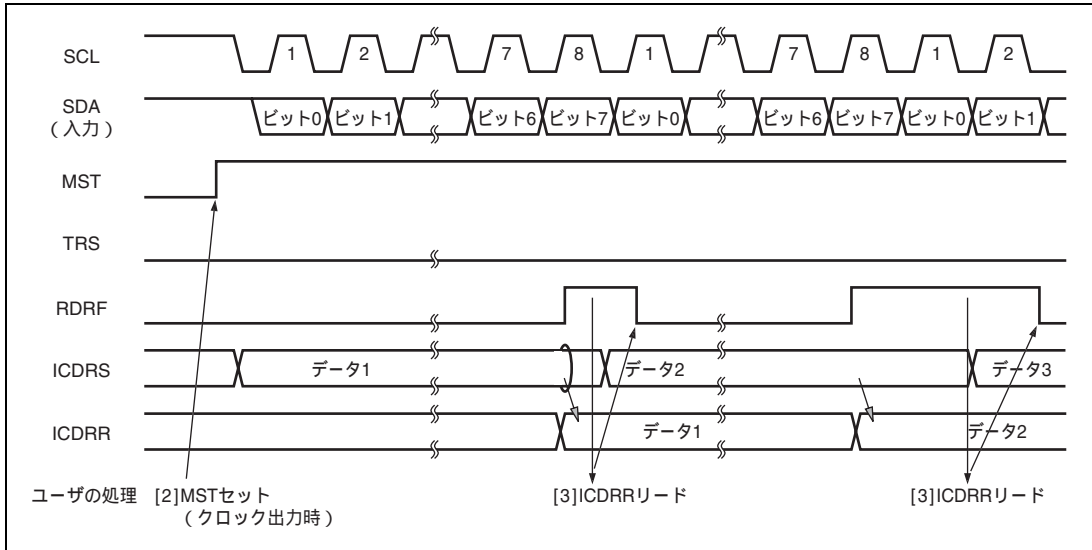 SCL 1 2 7 8 1 7 8 1 2
SDA
（入力） ビット0 ビット1 ビット6 ビット7 ビット0 ビット6 ビット7 ビット0 ビット1
MST
TRS
RDRF
ICDRS データ1 データ2 データ3
ICDRR データ1 データ2
ユーザの処理 [2]MSTセット [3]ICDRRリード [3]ICDRRリード
（クロック出力時）